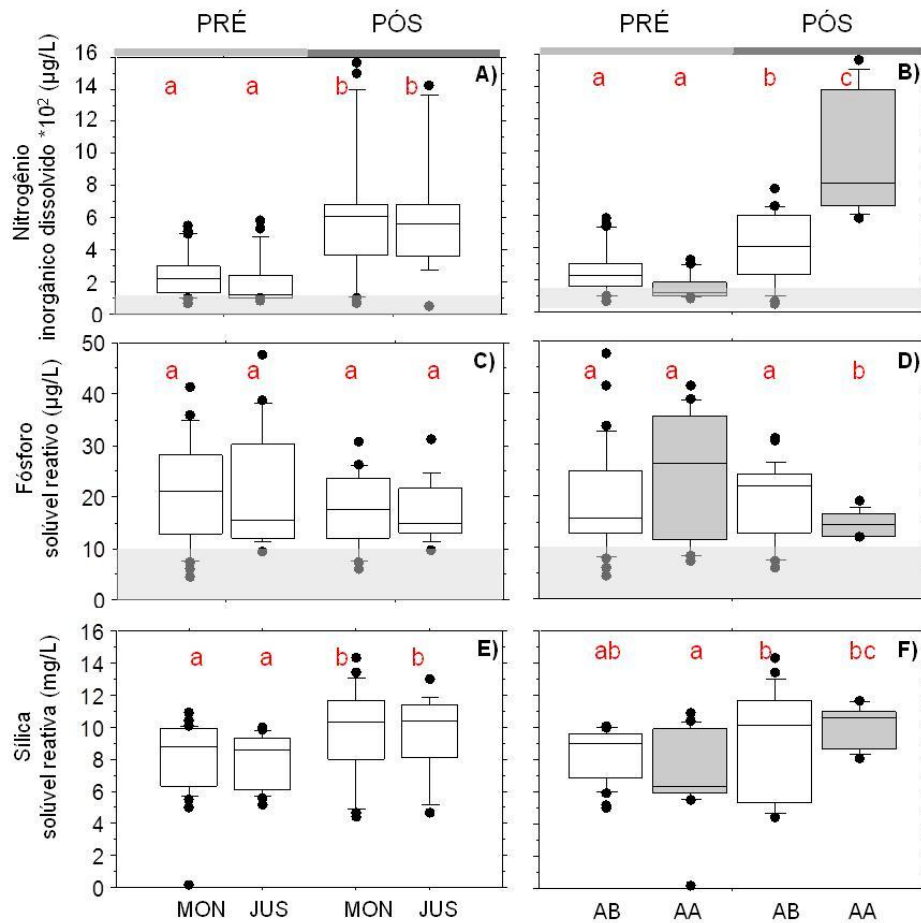 PRÉ PÓS PRÉ PÓS
Nitrogênio
inorgânico dissolvido *10² (µg/L)
16
14
12
10
8
6
4
2
0
a a b b A)
a a b c B)
Fósforo
solúvel reativo (µg/L)
50
40
30
20
10
0
a a a a C)
a a a b D)
Sílica
solúvel reativa (mg/L)
16
14
12
10
8
6
4
2
0
a a b b E)
ab a b bc F)
MON JUS MON JUS
AB AA AB AA